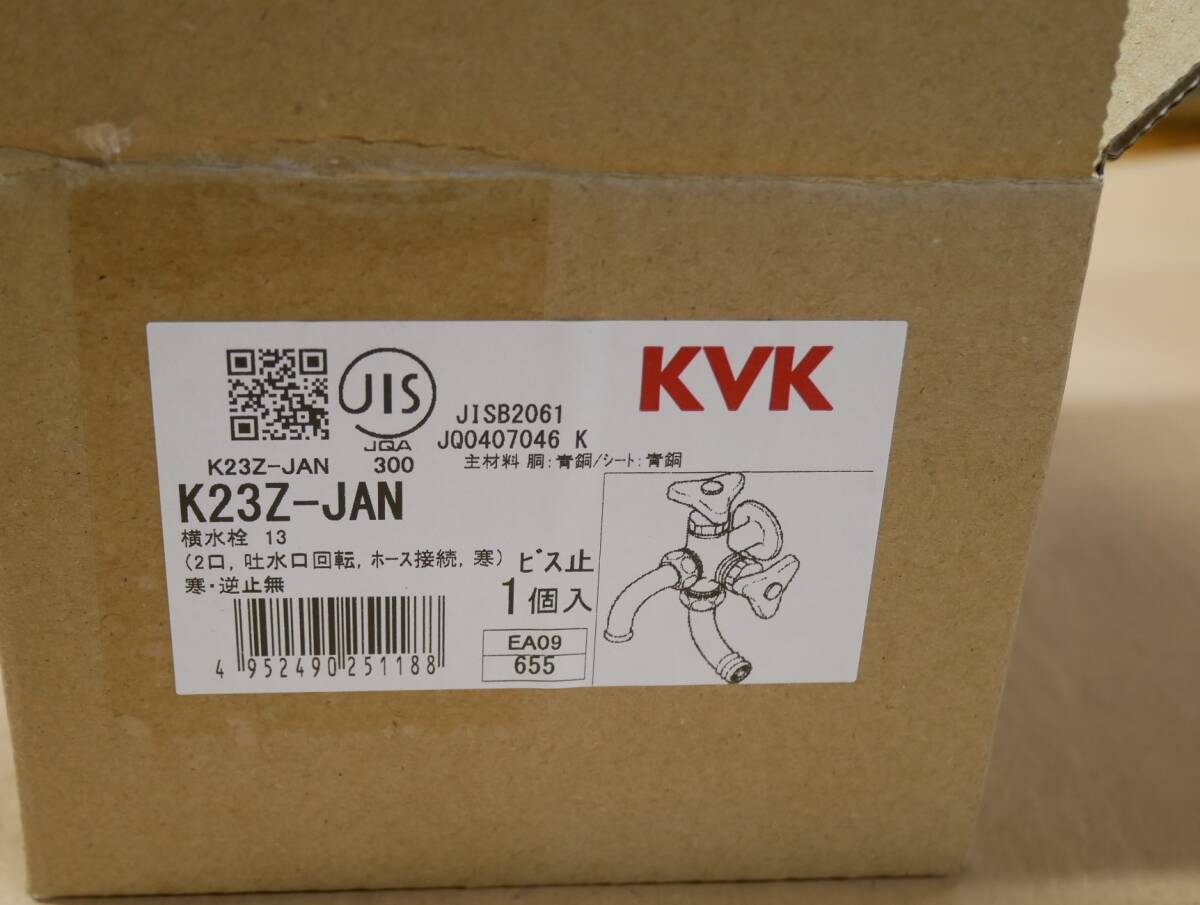 JIS
JQA
300
K23Z-JAN
JISB2061
JQ0407046 K
主材料 胴:青銅/シート:青銅
KVK
K23Z-JAN
横水栓 13
(2口, 吐水口回転, ホース接続, 寒)
寒・逆止無
ビス止
1個入
EA09
655
4 952490 251188